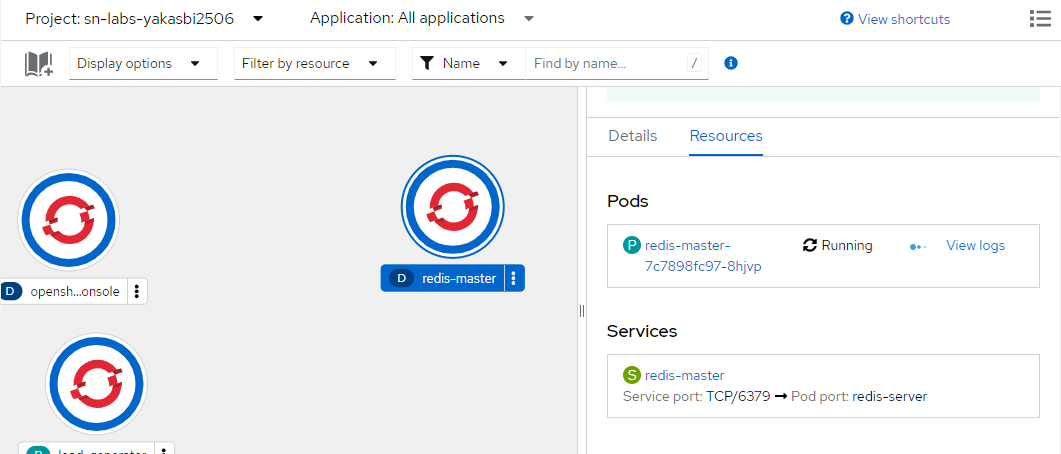 Project: sn-labs-yakasbi2506 Application: All applications View shortcuts
Display options Filter by resource Name Find by name... / 
Details Resources
Pods
P redis-master-7c7898fc97-8hjvp Running View logs
Services
S redis-master
Service port: TCP/6379 → Pod port: redis-server
D opensh...onsole
D redis-master